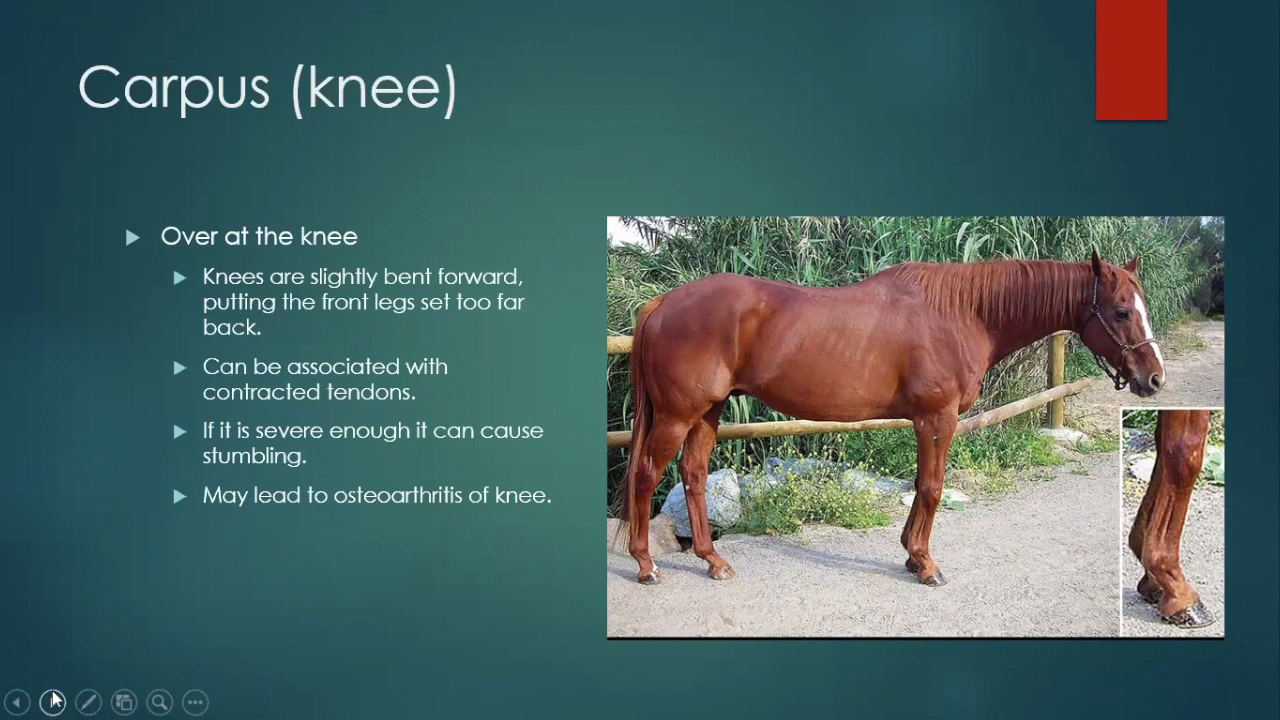 Carpus (knee)
Over at the knee
Knees are slightly bent forward,
putting the front legs set too far
back.
Can be associated with
contracted tendons.
If it is severe enough it can cause
stumbling.
May lead to osteoarthritis of knee.